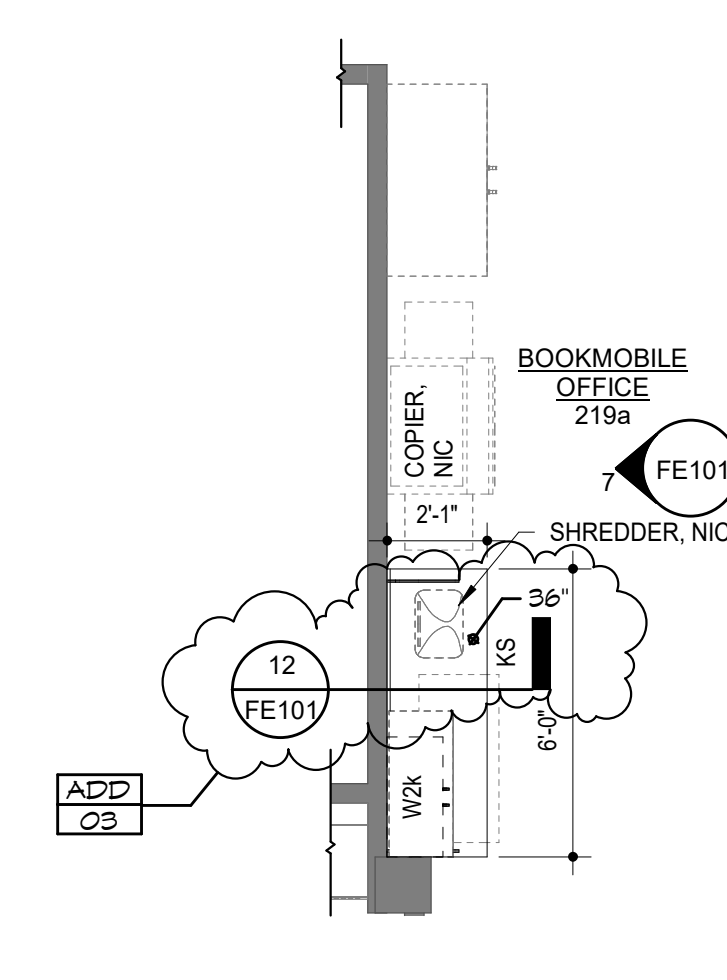 BOOKMOBILE
OFFICE
219a
COPIER,
NIC
7
FE101
2'-1"
SHREDDER, NIC
36"
KS
12
FE101
6'-0"
W2k
ADD
03